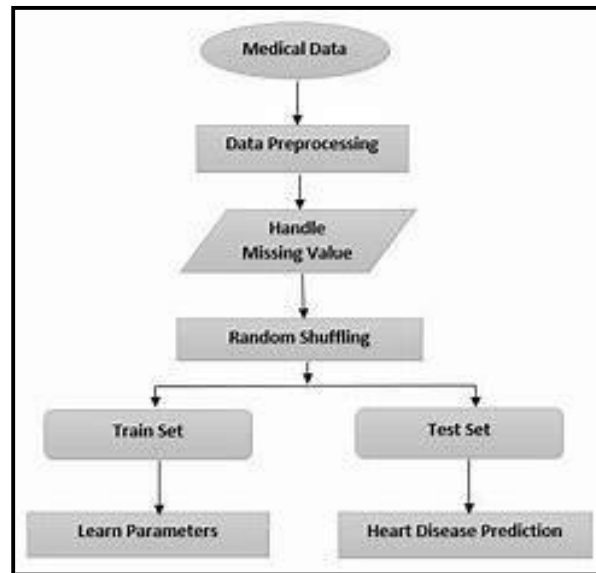 Medical Data
Data Preprocessing
Handle
Missing Value
Random Shuffling
Train Set
Test Set
Learn Parameters
Heart Disease Prediction